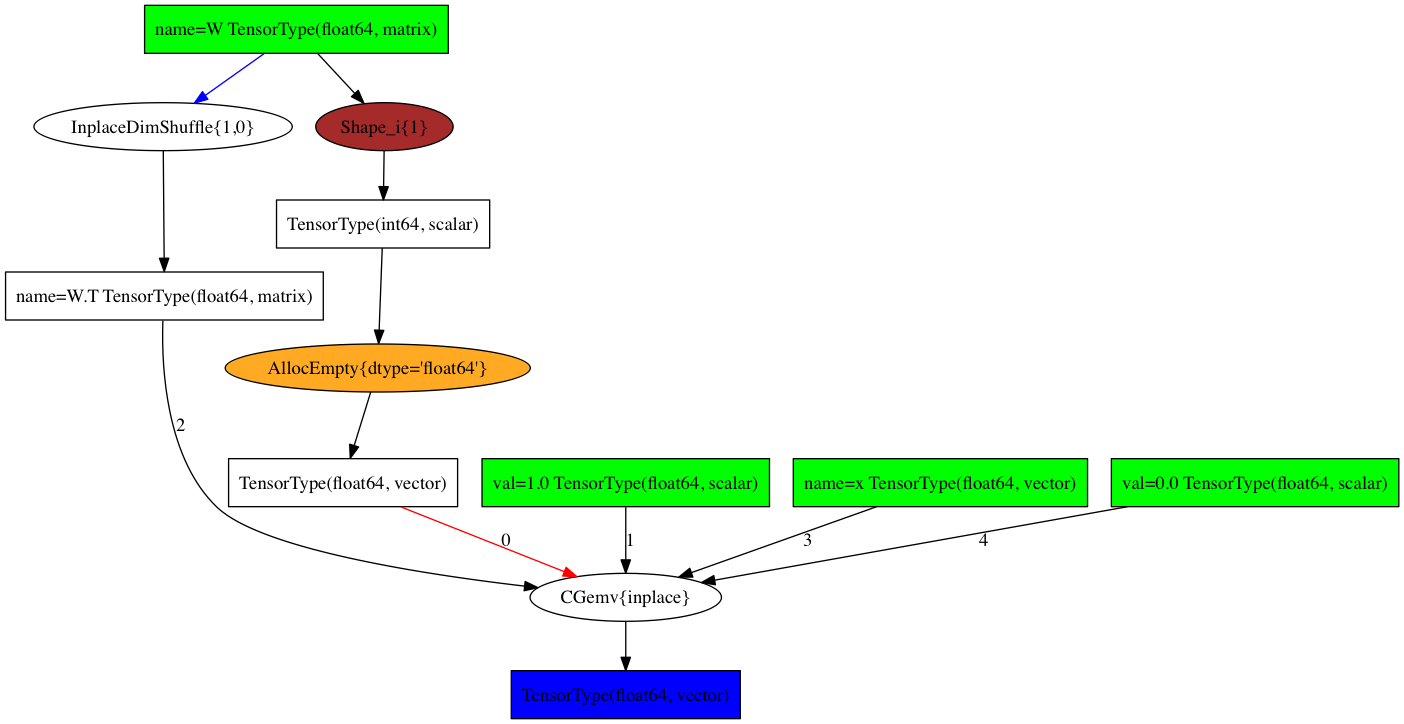 name=W TensorType(float64, matrix)
InplaceDimShuffle{1,0}
Shape_i{1}
TensorType(int64, scalar)
name=W.T TensorType(float64, matrix)
AllocEmpty{dtype='float64'}
2
TensorType(float64, vector)
val=1.0 TensorType(float64, scalar)
name=x TensorType(float64, vector)
val=0.0 TensorType(float64, scalar)
0
1
3
4
CGemv{inplace}
TensorType(float64, vector)